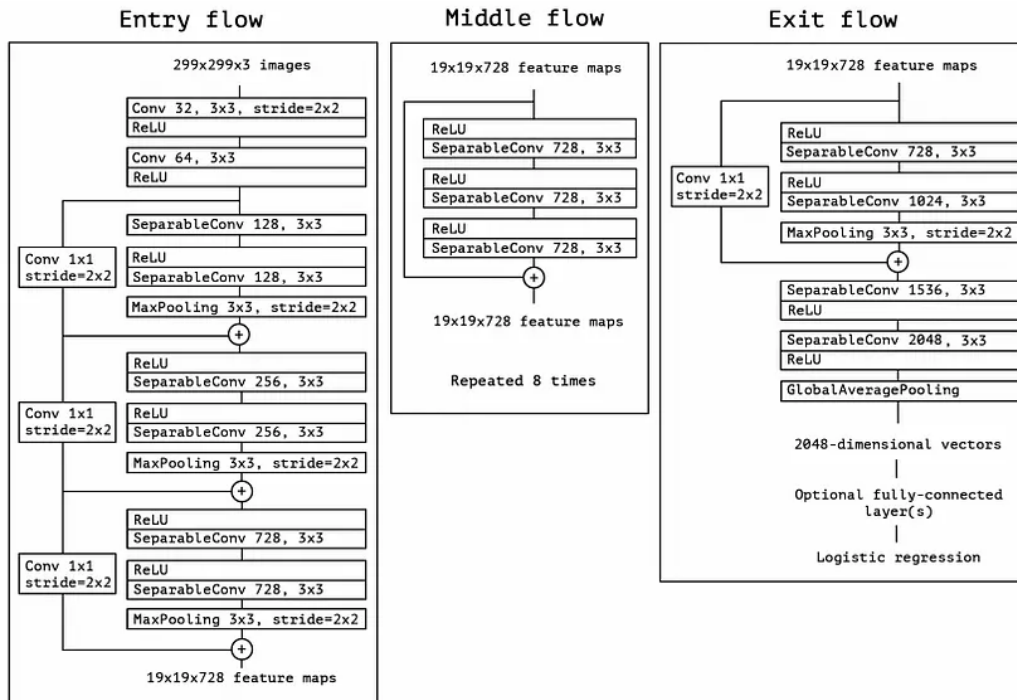 Entry flow
299x299x3 images
Conv 32, 3x3, stride=2x2
ReLU
Conv 64, 3x3
ReLU
SeparableConv 128, 3x3
Conv 1x1
stride=2x2
ReLU
SeparableConv 128, 3x3
MaxPooling 3x3, stride=2x2
+
ReLU
SeparableConv 256, 3x3
Conv 1x1
stride=2x2
ReLU
SeparableConv 256, 3x3
MaxPooling 3x3, stride=2x2
+
ReLU
SeparableConv 728, 3x3
Conv 1x1
stride=2x2
ReLU
SeparableConv 728, 3x3
MaxPooling 3x3, stride=2x2
+
19x19x728 feature maps
Middle flow
19x19x728 feature maps
ReLU
SeparableConv 728, 3x3
ReLU
SeparableConv 728, 3x3
ReLU
SeparableConv 728, 3x3
+
19x19x728 feature maps
Repeated 8 times
Exit flow
19x19x728 feature maps
ReLU
SeparableConv 728, 3x3
Conv 1x1
stride=2x2
ReLU
SeparableConv 1024, 3x3
MaxPooling 3x3, stride=2x2
+
SeparableConv 1536, 3x3
ReLU
SeparableConv 2048, 3x3
ReLU
GlobalAveragePooling
2048-dimensional vectors
Optional fully-connected
layer(s)
Logistic regression